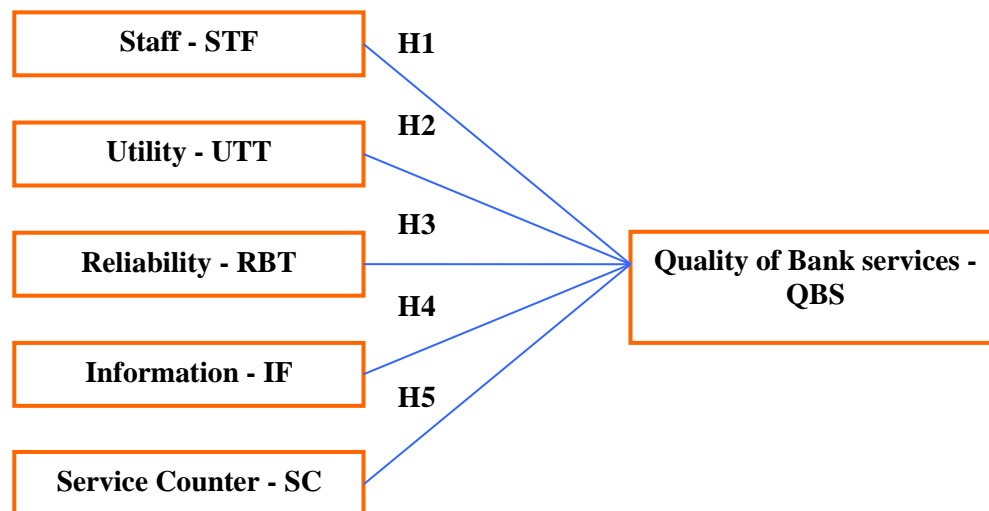 Staff - STF
H1
H2
Utility - UTT
H3
Reliability - RBT
Quality of Bank services -
QBS
H4
Information - IF
H5
Service Counter - SC